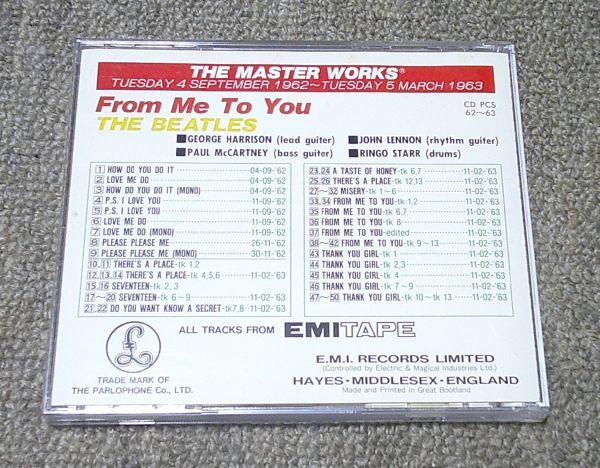 THE MASTER WORKS®
TUESDAY 4 SEPTEMBER 1962~TUESDAY 5 MARCH 1963
From Me To You
CD PCS
62~63
THE BEATLES
GEORGE HARRISON (lead guiter) JOHN LENNON (rhythm guiter)
PAUL McCARTNEY (bass guiter) RINGO STARR (drums)
1 HOW DO YOU DO IT 04-09-'62
2 LOVE ME DO 04-09-'62
3 HOW DO YOU DO IT (MONO) 04-09-'62
4 P.S. I LOVE YOU 11-09-'62
5 P.S. I LOVE YOU 11-09-'62
6 LOVE ME DO 11-09-'62
7 LOVE ME DO (MONO) 11-09-'62
8 PLEASE PLEASE ME 26-11-'62
9 PLEASE PLEASE ME (MONO) 30-11-'62
10,11 THERE'S A PLACE-tk 1,2
12,13,14 THERE'S A PLACE-tk 4,5,6 11-02-'63
15,16 SEVENTEEN-tk 2, 3
17~20 SEVENTEEN-tk 6~9 11-02-'63
21,22 DO YOU WANT KNOW A SECRET-tk7,8 11-02-'63
23,24 A TASTE OF HONEY-tk 6,7 11-02-'63
25,26 THERE'S A PLACE-tk 12,13 11-02-'63
27~32 MISERY-tk 1~6 11-02-'63
33,34 FROM ME TO YOU-tk 1,2 11-02-'63
35 FROM ME TO YOU-tk 6,7 11-02-'63
36 FROM ME TO YOU-tk 8 11-02-'63
37 FROM ME TO YOU-edited 11-02-'63
38~42 FROM ME TO YOU-tk 9~13 11-02-'63
43 THANK YOU GIRL-tk 1 11-02-'63
44 THANK YOU GIRL-tk 2,3 11-02-'63
45 THANK YOU GIRL-tk 4 11-02-'63
46 THANK YOU GIRL-tk 7~9 11-02-'63
47~50 THANK YOU GIRL-tk 10~13 11-02-'63
ALL TRACKS FROM EMITAPE
£
TRADE MARK OF
THE PARLOPHONE Co., LTD.
E.M.I. RECORDS LIMITED
(Controlled by Electric & Magical Industries Ltd.)
HAYES·MIDDLESEX·ENGLAND
Made and Printed in Great Bootland